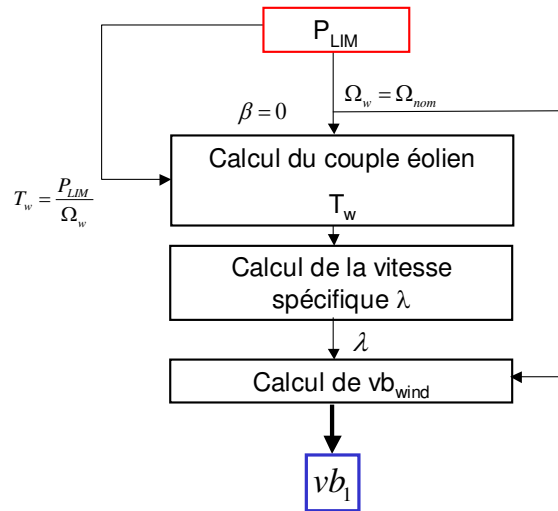 P_LIM
β = 0
Ω_w = Ω_nom
Calcul du couple éolien
T_w
T_w = P_LIM / Ω_w
Calcul de la vitesse
spécifique λ
λ
Calcul de vb_wind
vb_1